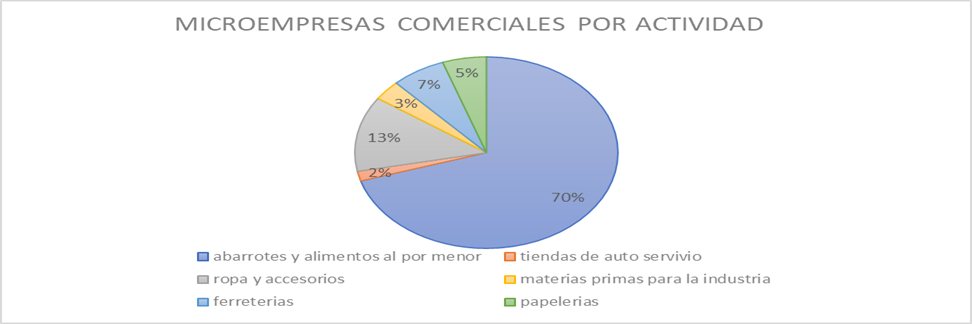 MICROEMPRESAS COMERCIALES POR ACTIVIDAD
5%
7%
3%
13%
2%
70%
abarrotes y alimentos al por menor
tiendas de auto servivio
ropa y accesorios
materias primas para la industria
ferreterias
papelerias